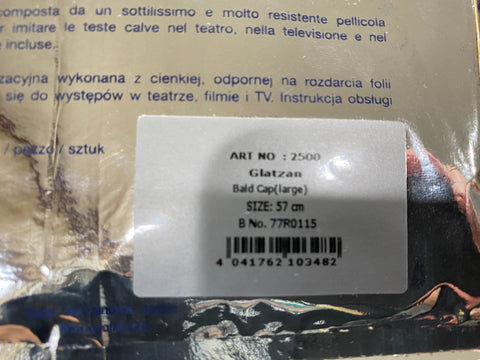 composta da un sottilissimo e molto resistente pellicola
imitare le teste calve nel teatro, nella televisione e nel
incluse.
zacyjna wykonana z cienkiej, odpornej na rozdarcia folii
się do występów w teatrze, filmie i TV. Instrukcja obsługi
/ pezzo / sztuk
ART NO : 2500
Glatzan
Bald Cap(large)
SIZE: 57 cm
B No. 77R0115
4 041762 103482